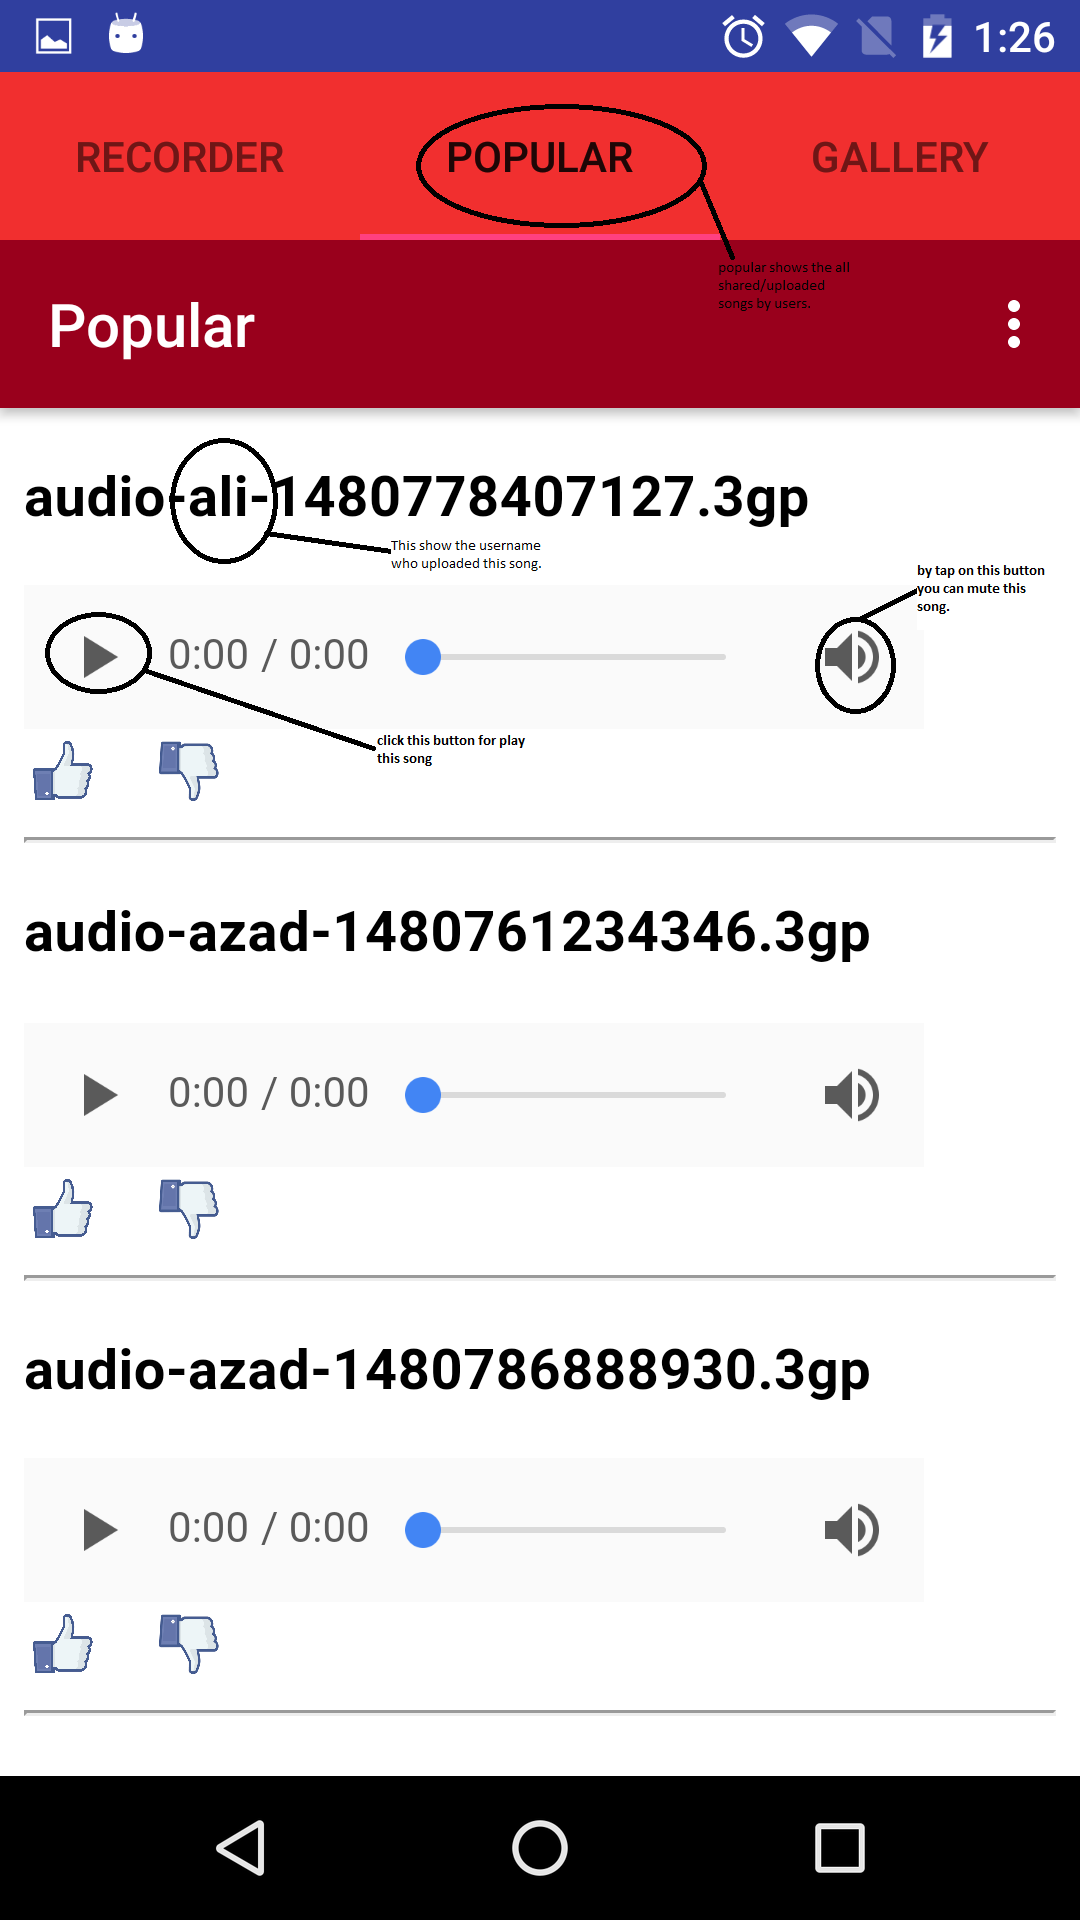 1:26
RECORDER POPULAR GALLERY
popular shows the all
shared/uploaded
songs by users.
Popular
audio-ali-1480778407127.3gp
This show the username
who uploaded this song.
by tap on this button
you can mute this
song.
0:00 / 0:00
click this button for play
this song
audio-azad-1480761234346.3gp
0:00 / 0:00
audio-azad-1480786888930.3gp
0:00 / 0:00